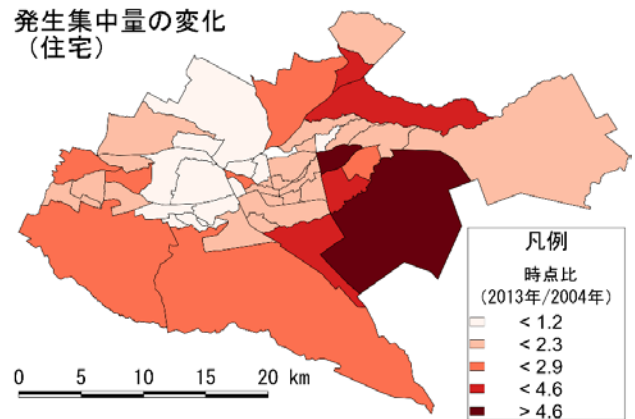 発生集中量の変化
(住宅)
凡例
時点比
(2013年/2004年)
< 1.2
< 2.3
< 2.9
< 4.6
> 4.6
0 5 10 15 20 km